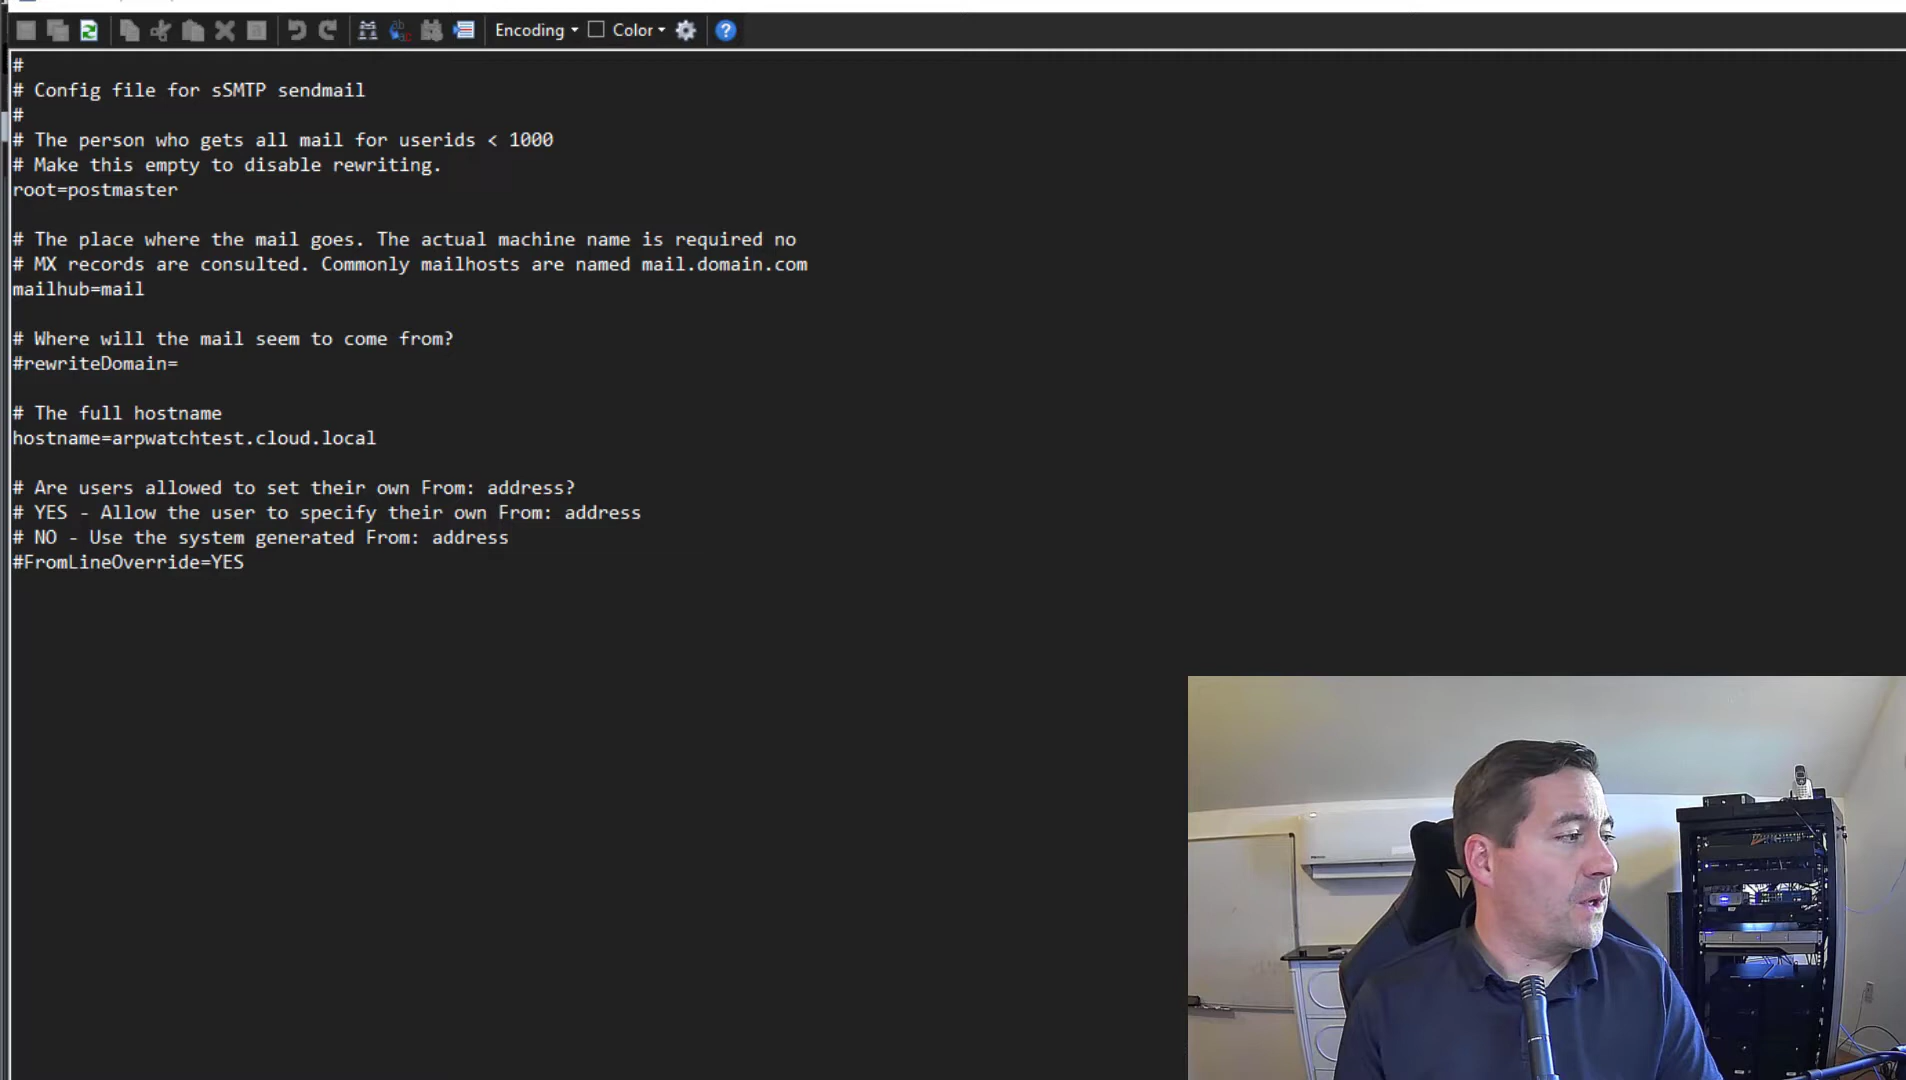 Encoding Color
#
# Config file for sSMTP sendmail
#
# The person who gets all mail for userids < 1000
# Make this empty to disable rewriting.
root=postmaster
# The place where the mail goes. The actual machine name is required no
# MX records are consulted. Commonly mailhosts are named mail.domain.com
mailhub=mail
# Where will the mail seem to come from?
#rewriteDomain=
# The full hostname
hostname=arpwatchtest.cloud.local
# Are users allowed to set their own From: address?
# YES - Allow the user to specify their own From: address
# NO - Use the system generated From: address
#FromLineOverride=YES